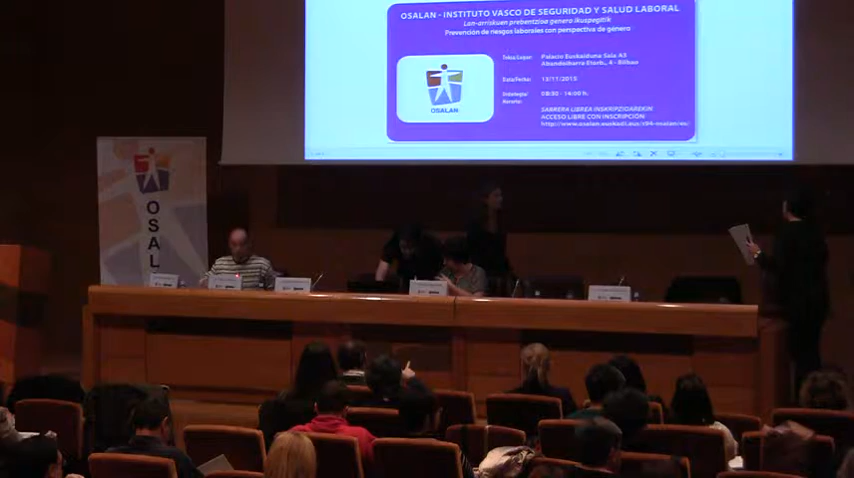 OSALAN - INSTITUTO VASCO DE SEGURIDAD Y SALUD LABORAL
Lan-arriskuen prebentzioa genero ikuspegitik
Prevención de riesgos laborales con perspectiva de género
Tokia/Lugar: Palacio Euskalduna Sala A3
Abandoibarra Etorb., 4 - Bilbao
Data/Fecha: 13/11/2015
Ordutegia/ 09:30 - 14:00 h.
Horario:
SARRERA LIBREA INSKRIPZIOAREKIN
ACCESO LIBRE CON INSCRIPCIÓN
OSALAN
OSAL